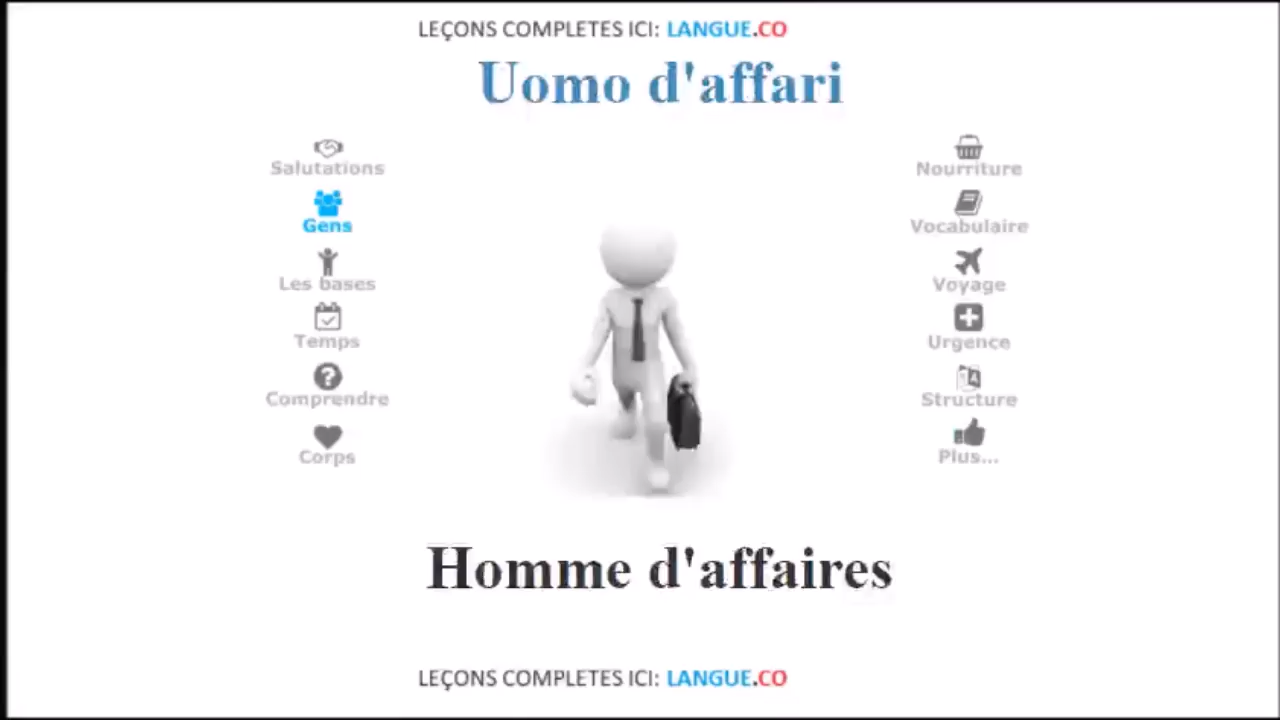 LEÇONS COMPLETES ICI: LANGUE.CO
Uomo d'affari
Salutations
Gens
Les bases
Temps
Comprendre
Corps
Nourriture
Vocabulaire
Voyage
Urgence
Structure
Plus...
Homme d'affaires
LEÇONS COMPLETES ICI: LANGUE.CO